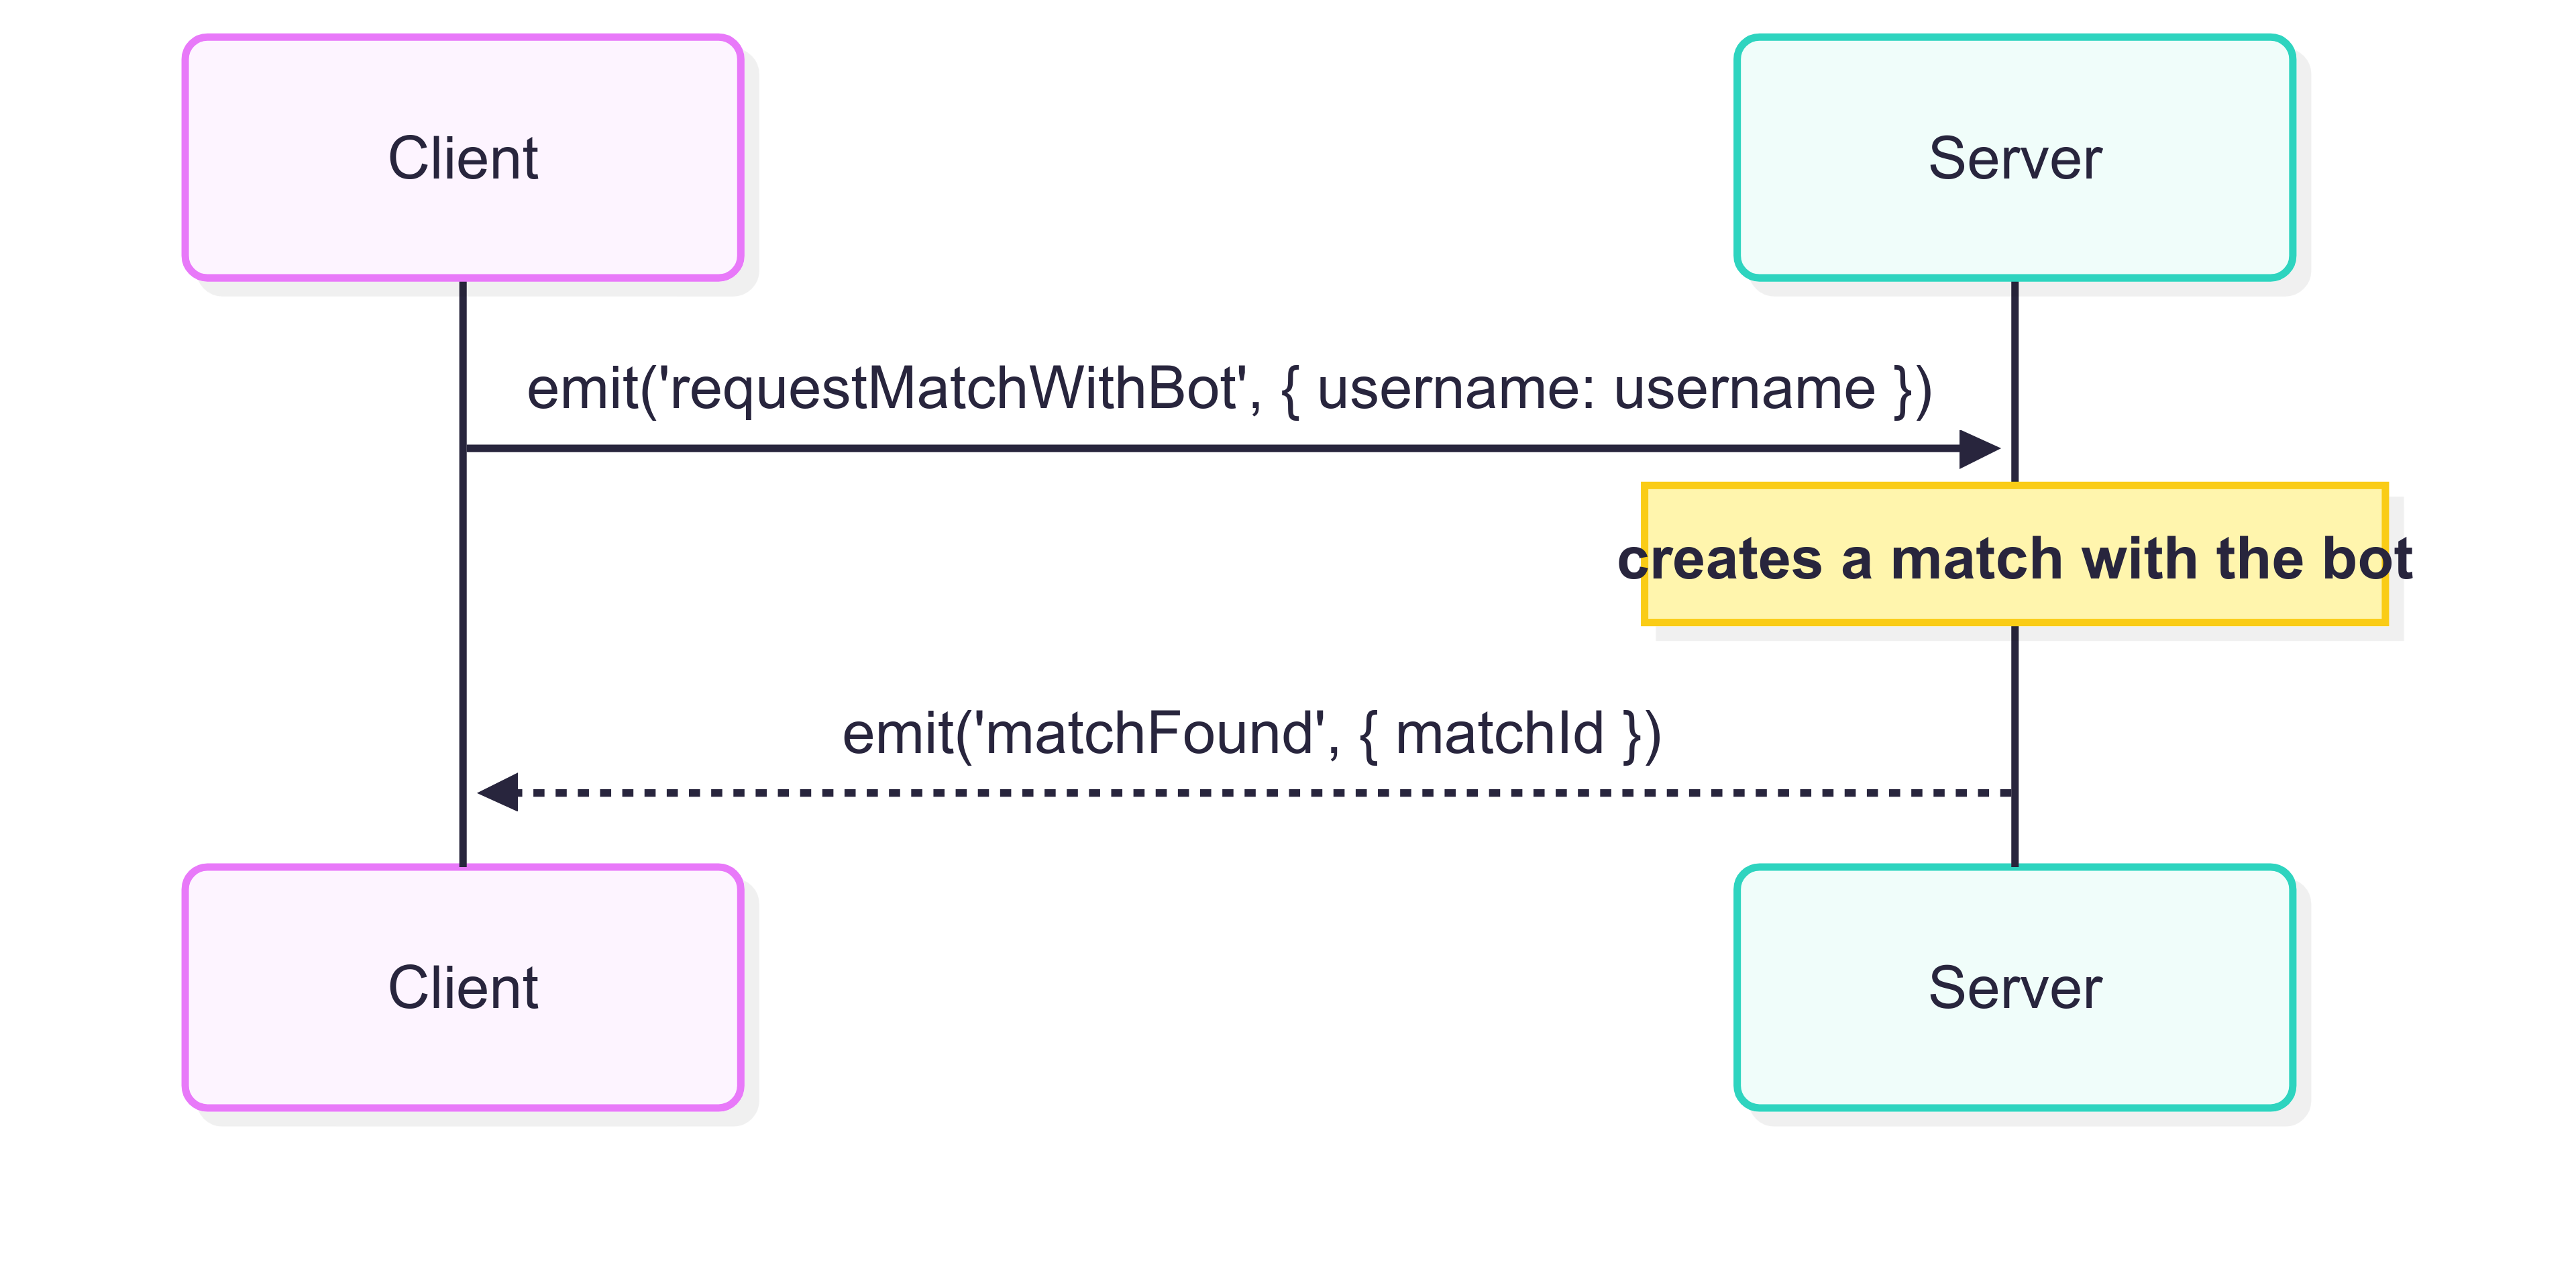 Client
Server
emit('requestMatchWithBot', { username: username })
creates a match with the bot
emit('matchFound', { matchId })
Client
Server